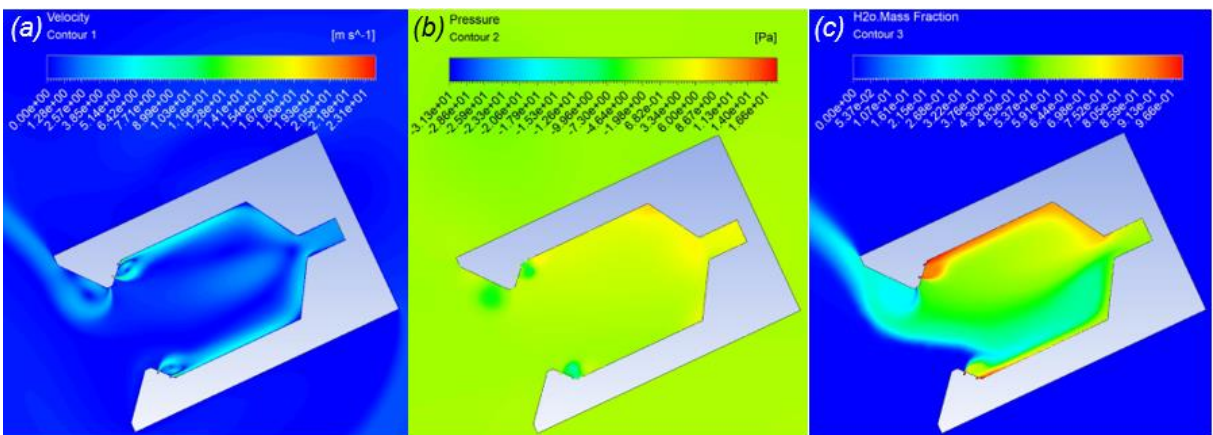 (a)
Velocity
Contour 1
[m s^-1]
0.00e+00
1.28e+00
2.57e+00
3.85e+00
5.14e+00
6.42e+00
7.71e+00
8.99e+00
1.03e+01
1.16e+01
1.28e+01
1.41e+01
1.54e+01
1.67e+01
1.80e+01
1.93e+01
2.05e+01
2.18e+01
2.31e+01
(b)
Pressure
Contour 2
[Pa]
-3.13e+01
-2.86e+01
-2.59e+01
-2.33e+01
-2.06e+01
-1.79e+01
-1.53e+01
-1.26e+01
-9.96e+00
-7.30e+00
-4.64e+00
-1.98e+00
6.82e-01
3.34e+00
6.00e+00
8.67e+00
1.13e+01
1.40e+01
1.66e+01
(c)
H2o.Mass Fraction
Contour 3
0.00e+00
5.37e-02
1.07e-01
1.61e-01
2.15e-01
2.68e-01
3.22e-01
3.76e-01
4.30e-01
4.83e-01
5.37e-01
5.91e-01
6.44e-01
6.98e-01
7.52e-01
8.05e-01
8.59e-01
9.13e-01
9.66e-01